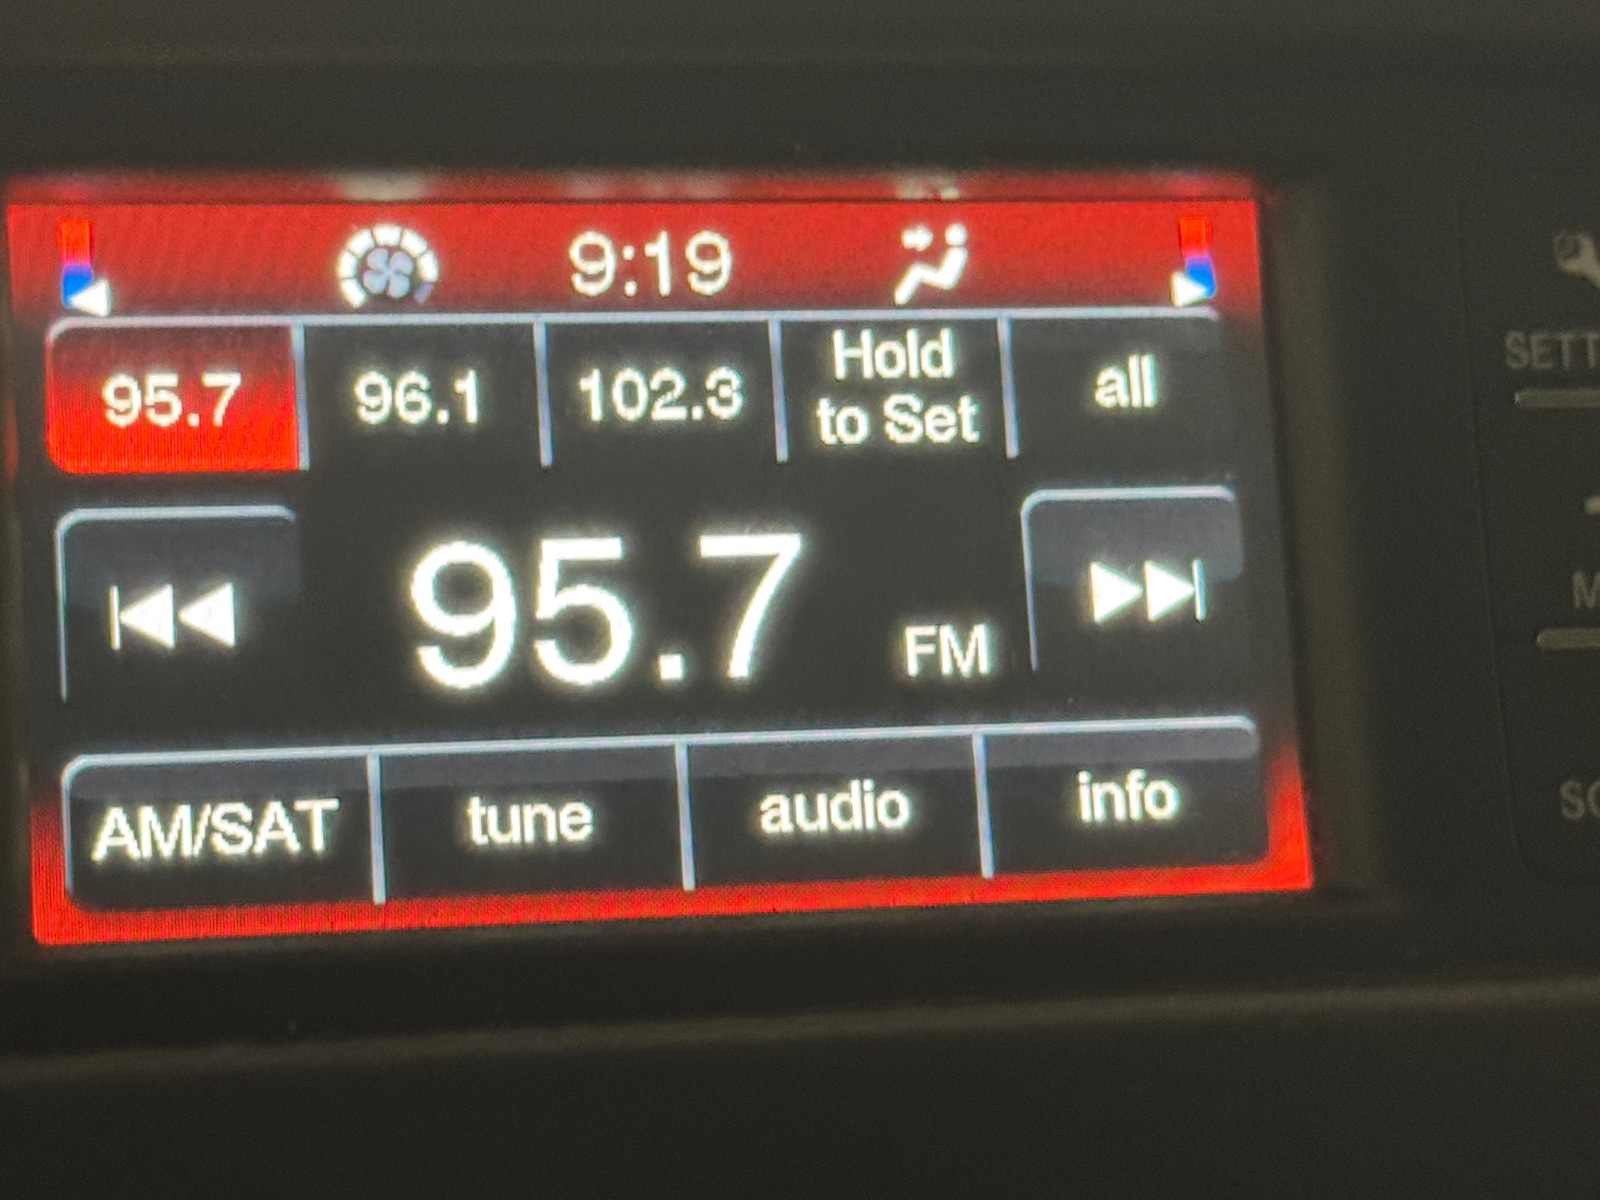 9:19
95.7 96.1 102.3 Hold to Set all
95.7 FM
AM/SAT tune audio info